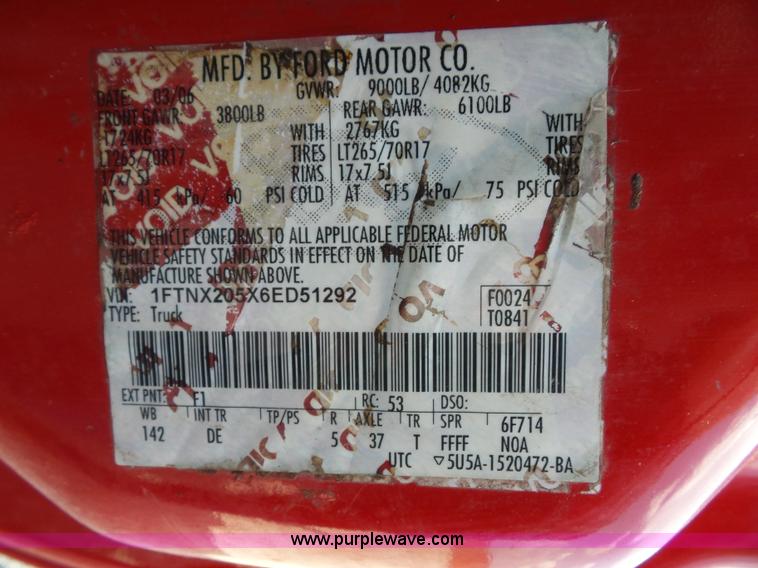 MFD. BY FORD MOTOR CO.
DATE: 03/06 GVWR: 9000LB/ 4082KG
FRONT GAWR: 3800LB REAR GAWR: 6100LB
1724KG WITH 2767KG WITH
LT265/70R17 TIRES LT265/70R17 TIRES
17x7.5J RIMS 17x7.5J RIMS
AT 415 kPa/ 60 PSI COLD AT 515 kPa/ 75 PSI COLD
THIS VEHICLE CONFORMS TO ALL APPLICABLE FEDERAL MOTOR
VEHICLE SAFETY STANDARDS IN EFFECT ON THE DATE OF
MANUFACTURE SHOWN ABOVE.
VIN: 1FTNX205X6ED51292 F0024
TYPE: Truck T0841
EXT PNT: F1 RC: 53 DSO:
WB INT TR TP/PS R AXLE TR SPR 6F714
142 DE 5 37 T FFFF NOA
UTC ▽5U5A-1520472-BA
www.purplewave.com